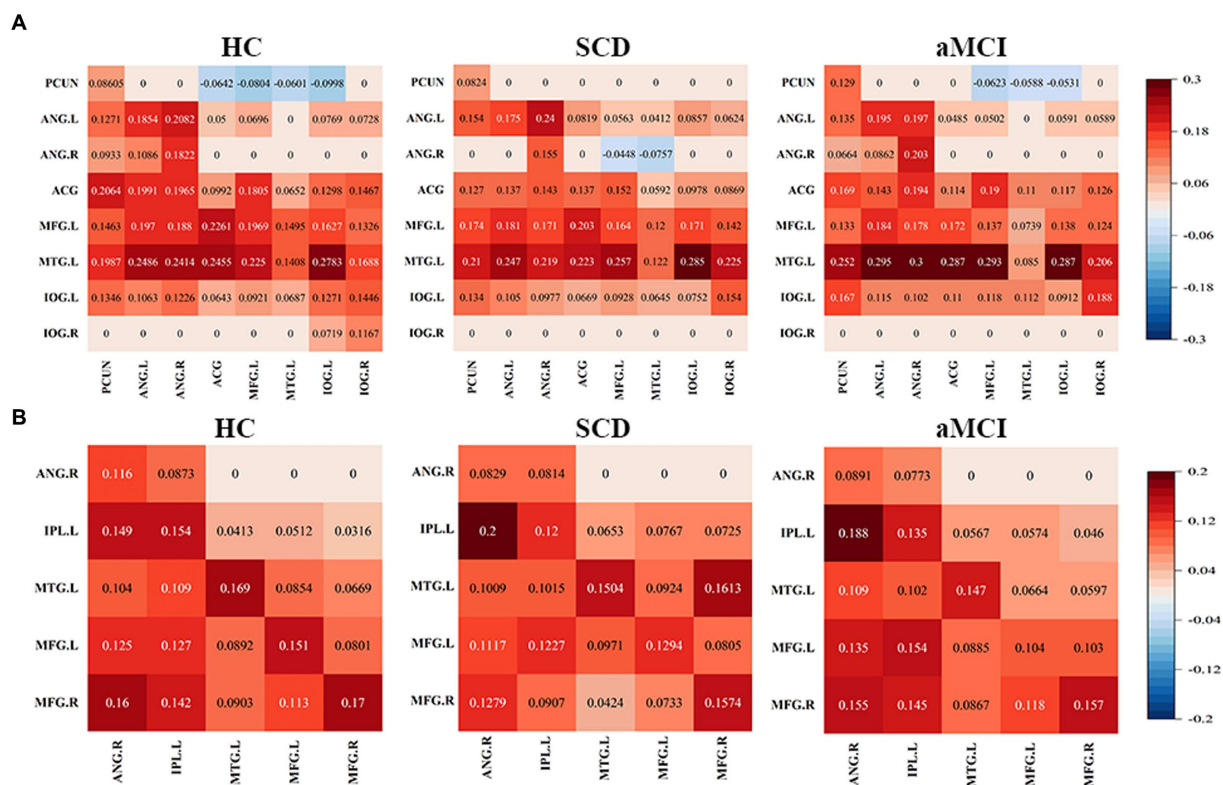 A
HC SCD aMCI
PCUN 0.08605 0 0 -0.0642 -0.0804 -0.0601 -0.0998 0 0.0824 0 0 0 0 0 0 0 PCUN 0.129 0 0 0 -0.0623 -0.0588 -0.0531 0 0.3
ANG.L 0.1271 0.1854 0.2082 0.05 0.0696 0 0.0769 0.0728 ANG.L 0.154 0.175 0.24 0.0819 0.0563 0.0412 0.0857 0.0624 ANG.L 0.135 0.195 0.197 0.0485 0.0502 0 0.0591 0.0589 0.18
ANG.R 0.0933 0.1086 0.1822 0 0 0 0 0 ANG.R 0 0 0.155 0 -0.0448 -0.0757 0 0 ANG.R 0.0664 0.0862 0.203 0 0 0 0 0
ACG 0.2064 0.1991 0.1965 0.0992 0.1805 0.0652 0.1298 0.1467 ACG 0.127 0.137 0.143 0.137 0.152 0.0592 0.0978 0.0869 ACG 0.169 0.143 0.194 0.114 0.19 0.11 0.117 0.126 0.06
MFG.L 0.1463 0.197 0.188 0.2261 0.1969 0.1495 0.1627 0.1326 MFG.L 0.174 0.181 0.171 0.203 0.164 0.12 0.171 0.142 MFG.L 0.133 0.184 0.178 0.172 0.137 0.0739 0.138 0.124 -0.06
MTG.L 0.1987 0.2486 0.2414 0.2455 0.225 0.1408 0.2783 0.1688 MTG.L 0.21 0.247 0.219 0.223 0.257 0.122 0.285 0.225 MTG.L 0.252 0.295 0.3 0.287 0.293 0.085 0.287 0.206
IOG.L 0.1346 0.1063 0.1226 0.0643 0.0921 0.0687 0.1271 0.1446 IOG.L 0.134 0.105 0.0977 0.0669 0.0928 0.0645 0.0752 0.154 IOG.L 0.167 0.115 0.102 0.11 0.118 0.112 0.0912 0.188 -0.18
IOG.R 0 0 0 0 0 0 0.0719 0.1167 IOG.R 0 0 0 0 0 0 0 0 IOG.R 0 0 0 0 0 0 0 0 -0.3
PCUN ANG.L ANG.R ACG MFG.L MTG.L IOG.L IOG.R PCUN ANG.L ANG.R ACG MFG.L MTG.L IOG.L IOG.R PCUN ANG.L ANG.R ACG MFG.L MTG.L IOG.L IOG.R
B
HC SCD aMCI
ANG.R 0.116 0.0873 0 0 0 ANG.R 0.0829 0.0814 0 0 0 ANG.R 0.0891 0.0773 0 0 0 0.2
IPL.L 0.149 0.154 0.0413 0.0512 0.0316 IPL.L 0.2 0.12 0.0653 0.0767 0.0725 IPL.L 0.188 0.135 0.0567 0.0574 0.046 0.12
0.04
MTG.L 0.104 0.109 0.169 0.0854 0.0669 MTG.L 0.1009 0.1015 0.1504 0.0924 0.1613 MTG.L 0.109 0.102 0.147 0.0664 0.0597 -0.04
MFG.L 0.125 0.127 0.0892 0.151 0.0801 MFG.L 0.1117 0.1227 0.0971 0.1294 0.0805 MFG.L 0.135 0.154 0.0885 0.104 0.103 -0.12
MFG.R 0.16 0.142 0.0903 0.113 0.17 MFG.R 0.1279 0.0907 0.0424 0.0733 0.1574 MFG.R 0.155 0.145 0.0867 0.118 0.157 -0.2
ANG.R IPL.L MTG.L MFG.L MFG.R ANG.R IPL.L MTG.L MFG.L MFG.R ANG.R IPL.L MTG.L MFG.L MFG.R